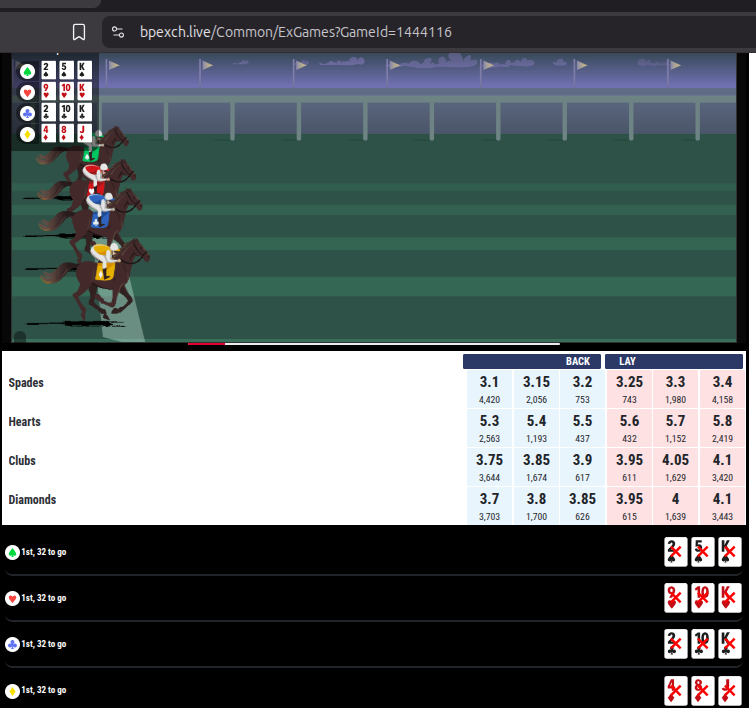 bpexch.live/Common/ExGames?GameId=1444116
2 5 K
9 10 K
2 10 K
4 8 J
BACK LAY
Spades 3.1 3.15 3.2 3.25 3.3 3.4
4,420 2,056 753 743 1,980 4,158
Hearts 5.3 5.4 5.5 5.6 5.7 5.8
2,563 1,193 437 432 1,152 2,419
Clubs 3.75 3.85 3.9 3.95 4.05 4.1
3,644 1,674 617 611 1,629 3,420
Diamonds 3.7 3.8 3.85 3.95 4 4.1
3,703 1,700 626 615 1,639 3,443
1st, 32 to go 2 5 K
1st, 32 to go 9 10 K
1st, 32 to go 2 10 K
1st, 32 to go 4 8 J